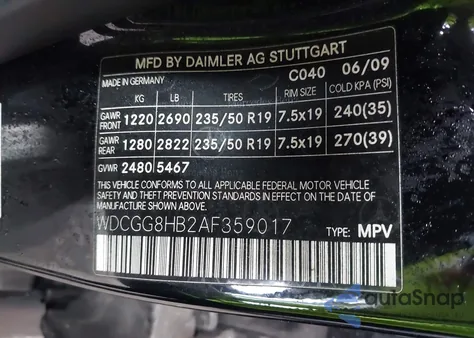 MFD BY DAIMLER AG STUTTGART
MADE IN GERMANY C040 06/09
KG LB TIRES RIM SIZE COLD KPA (PSI)
GAWR FRONT 1220 2690 235/50 R19 7.5x19 240(35)
GAWR REAR 1280 2822 235/50 R19 7.5x19 270(39)
GVWR 2480 5467
THIS VEHICLE CONFORMS TO ALL APPLICABLE FEDERAL MOTOR VEHICLE
SAFETY AND THEFT PREVENTION STANDARDS IN EFFECT ON THE DATE OF
MANUFACTURE SHOWN ABOVE.
WDCGG8HB2AF359017 TYPE: MPV
autoSnap